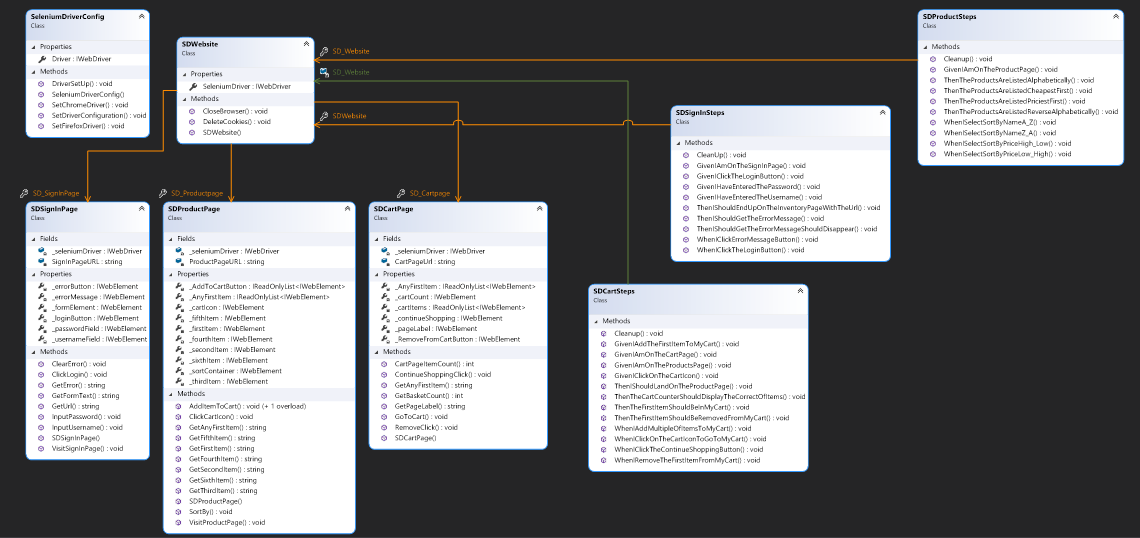 SeleniumDriverConfig
Class
Properties
Driver : IWebDriver
Methods
DriverSetUp() : void
SeleniumDriverConfig()
SetChromeDriver() : void
SetDriverConfiguration() : void
SetFirefoxDriver() : void
SDWebsite
Class
Properties
SeleniumDriver : IWebDriver
Methods
CloseBrowser() : void
DeleteCookies() : void
SDWebsite()
SD_Website
SD_Website
SDWebsite
SDProductSteps
Class
Methods
Cleanup() : void
GivenIAmOnTheProductPage() : void
ThenTheProductsAreListedAlphabetically() : void
ThenTheProductsAreListedCheapestFirst() : void
ThenTheProductsAreListedPriciestFirst() : void
ThenTheProductsAreListedReverseAlphabetically() : void
WhenISelectSortByNameA_Z() : void
WhenISelectSortByNameZ_A() : void
WhenISelectSortByPriceHigh_Low() : void
WhenISelectSortByPriceLow_High() : void
SDSignInSteps
Class
Methods
CleanUp() : void
GivenIAmOnTheSignInPage() : void
GivenIClickTheLoginButton() : void
GivenIHaveEnteredThePassword() : void
GivenIHaveEnteredTheUsername() : void
ThenIShouldEndUpOnTheInventoryPageWithTheUrl() : void
ThenIShouldGetTheErrorMessage() : void
ThenIShouldGetTheErrorMessageShouldDisappear() : void
WhenIClickErrorMessageButton() : void
WhenIClickTheLoginButton() : void
SD_SignInPage
SD_Productpage
SD_Cartpage
SDSignInPage
Class
Fields
_seleniumDriver : IWebDriver
SignInPageURL : string
Properties
_errorButton : IWebElement
_errorMessage : IWebElement
_formElement : IWebElement
_loginButton : IWebElement
_passwordField : IWebElement
_usernameField : IWebElement
Methods
ClearError() : void
ClickLogin() : void
GetError() : string
GetFormText() : string
GetUrl() : string
InputPassword() : void
InputUsername() : void
SDSignInPage()
VisitSignInPage() : void
SDProductPage
Class
Fields
_seleniumDriver : IWebDriver
ProductPageURL : string
Properties
_AddToCartButton : IReadOnlyList<IWebElement>
_AnyFirstItem : IReadOnlyList<IWebElement>
_cartIcon : IWebElement
_fifthItem : IWebElement
_firstItem : IWebElement
_fourthItem : IWebElement
_secondItem : IWebElement
_sixthItem : IWebElement
_sortContainer : IWebElement
_thirdItem : IWebElement
Methods
AddItemToCart() : void (+ 1 overload)
ClickCartIcon() : void
GetAnyFirstItem() : string
GetFifthItem() : string
GetFirstItem() : string
GetFourthItem() : string
GetSecondItem() : string
GetSixthItem() : string
GetThirdItem() : string
SDProductPage()
SortBy() : void
VisitProductPage() : void
SDCartPage
Class
Fields
_seleniumDriver : IWebDriver
CartPageUrl : string
Properties
_AnyFirstItem : IReadOnlyList<IWebElement>
_cartCount : IWebElement
_cartItems : IReadOnlyList<IWebElement>
_continueShopping : IWebElement
_pageLabel : IWebElement
_RemoveFromCartButton : IWebElement
Methods
CartPageItemCount() : int
ContinueShoppingClick() : void
GetAnyFirstItem() : string
GetBasketCount() : int
GetPageLabel() : string
GoToCart() : void
RemoveClick() : void
SDCartPage()
SDCartSteps
Class
Methods
Cleanup() : void
GivenIAddTheFirstItemToMyCart() : void
GivenIAmOnTheCartPage() : void
GivenIAmOnTheProductsPage() : void
GivenIClickOnTheCartIcon() : void
ThenIShouldLandOnTheProductPage() : void
ThenTheCartCounterShouldDisplayTheCorrectOfItems() : void
ThenTheFirstItemShouldBeInMyCart() : void
ThenTheFirstItemShouldBeRemovedFromMyCart() : void
WhenIAddMultipleOfItemsToMyCart() : void
WhenIClickOnTheCartIconToGoToMyCart() : void
WhenIClickTheContinueShoppingButton() : void
WhenIRemoveTheFirstItemFromMyCart() : void